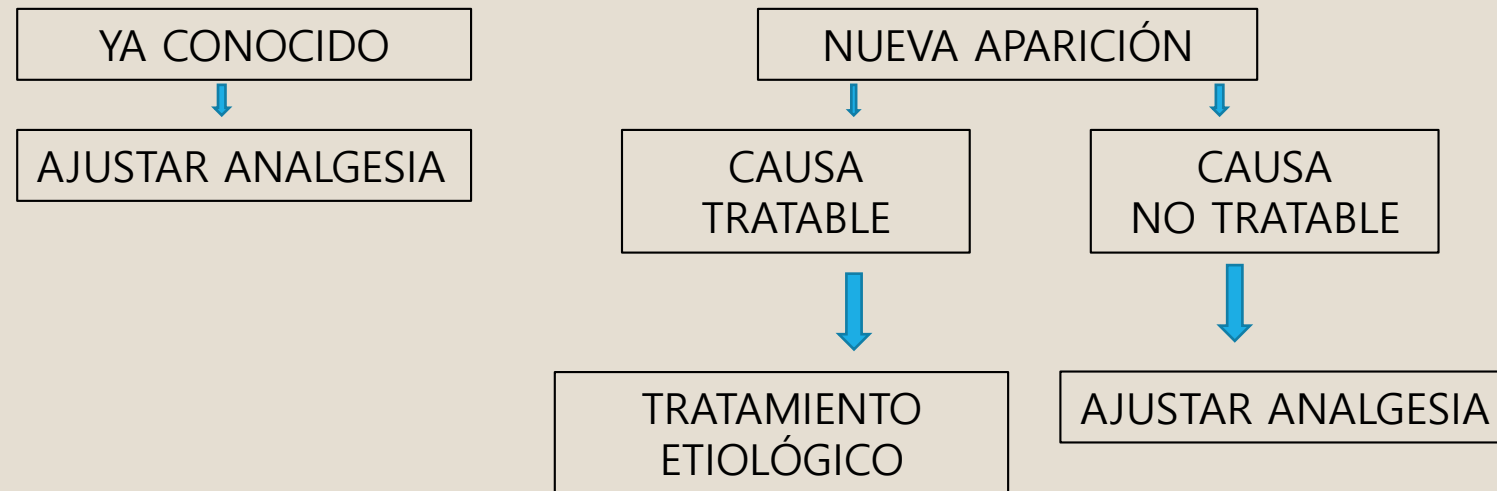 YA CONOCIDO
AJUSTAR ANALGESIA
NUEVA APARICIÓN
CAUSA
TRATABLE
CAUSA
NO TRATABLE
TRATAMIENTO
ETIOLÓGICO
AJUSTAR ANALGESIA